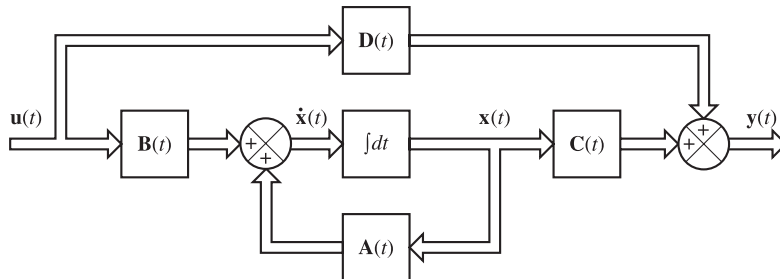 D(t)
u(t)
B(t)
+
+
ẋ(t)
∫dt
x(t)
C(t)
+
+
y(t)
A(t)